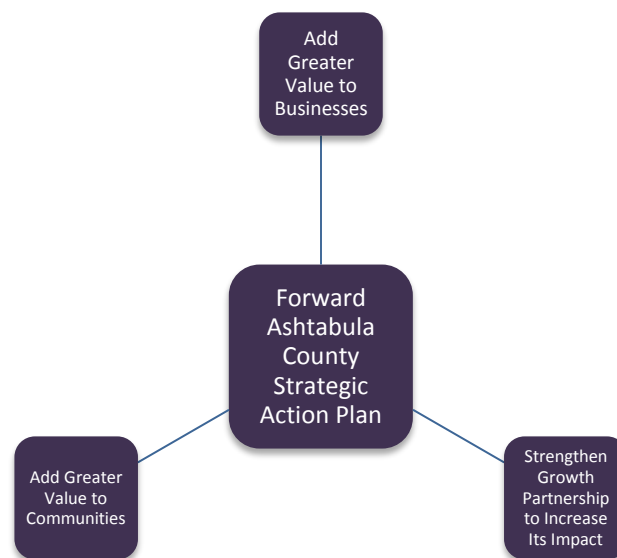 Add
Greater
Value to
Businesses
Forward
Ashtabula
County
Strategic
Action Plan
Add Greater
Value to
Communities
Strengthen
Growth
Partnership
to Increase
Its Impact